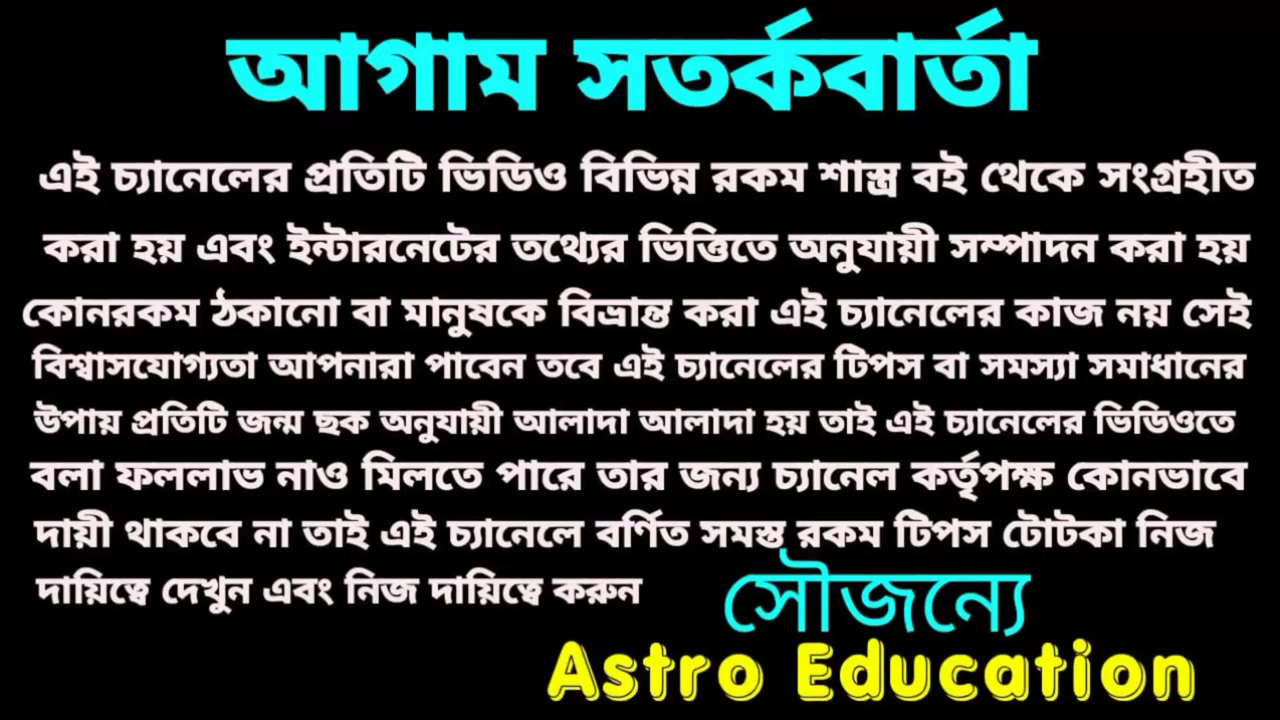 আগাম সতর্কবার্তা
এই চ্যানেলের প্রতিটি ভিডিও বিভিন্ন রকম শাস্ত্র বই থেকে সংগ্রহীত
করা হয় এবং ইন্টারনেটের তথ্যের ভিত্তিতে অনুযায়ী সম্পাদন করা হয়
কোনরকম ঠকানো বা মানুষকে বিভ্রান্ত করা এই চ্যানেলের কাজ নয় সেই
বিশ্বাসযোগ্যতা আপনারা পাবেন তবে এই চ্যানেলের টিপস বা সমস্যা সমাধানের
উপায় প্রতিটি জন্ম ছক অনুযায়ী আলাদা আলাদা হয় তাই এই চ্যানেলের ভিডিওতে
বলা ফললাভ নাও মিলতে পারে তার জন্য চ্যানেল কর্তৃপক্ষ কোনভাবে
দায়ী থাকবে না তাই এই চ্যানেলে বর্ণিত সমস্ত রকম টিপস টোটকা নিজ
দায়িত্বে দেখুন এবং নিজ দায়িত্বে করুন
সৌজন্যে
Astro Education